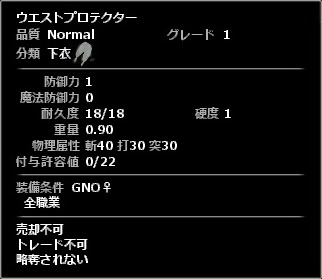 ウエストプロテクター
品質 Normal グレード 1
分類 下衣
防御力 1
魔法防御力 0
耐久度 18/18 硬度 1
重量 0.90
物理属性 斬40 打30 突30
付与許容値 0/22
装備条件 GNO♀
全職業
売却不可
トレード不可
略奪されない